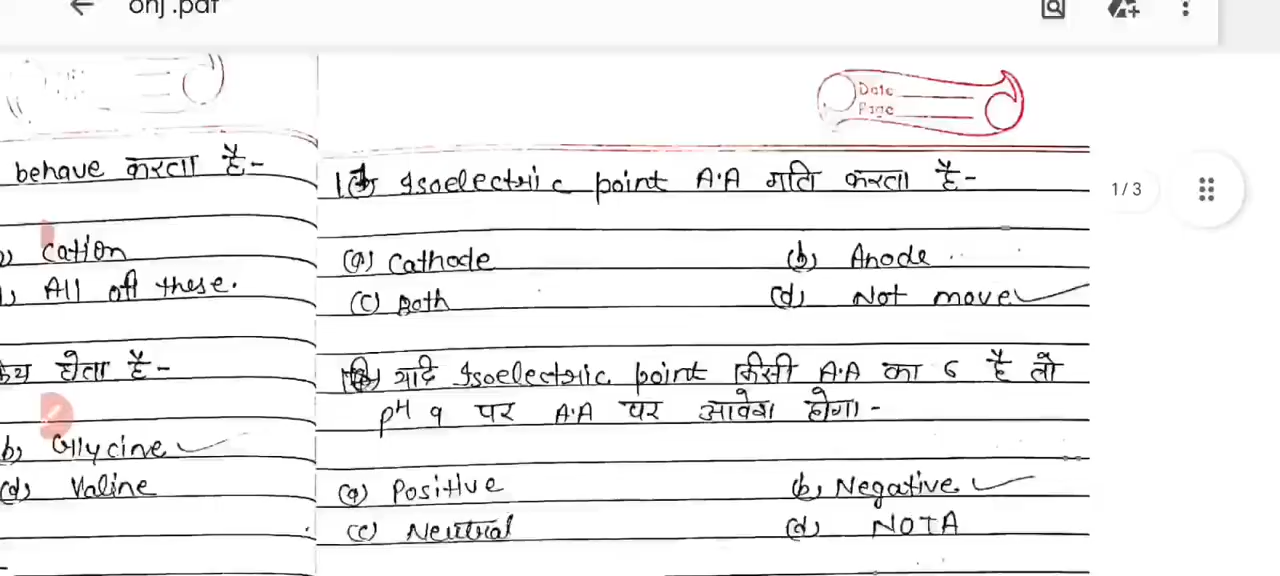 onj.pdf
Date
Page
1/3
behave करता है-
cation
All off these.
होता है-
b) Glycine
(d) Valine
Isoelectric point A.A गति करता है-
(a) Cathode (b) Anode
(c) Both (d) Not move
यदि Isoelectric point किसी A.A का 6 है तो
pH 9 पर A.A पर आवेश होगा-
(a) Positive (b) Negative
(c) Neutral (d) NOTA